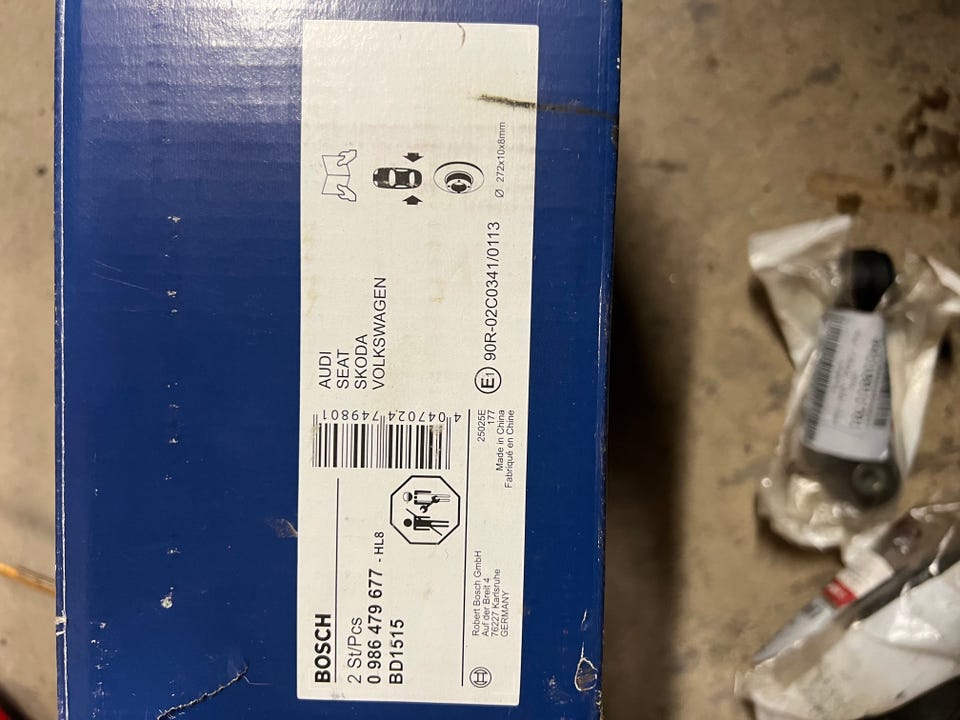 BOSCH
2 St/Pcs
0 986 479 677 - HL8
BD1515
4 047024 749801
AUDI
SEAT
SKODA
VOLKSWAGEN
Ø 272x10x8mm
Robert Bosch GmbH
Auf der Breit 4
76227 Karlsruhe
GERMANY
25025E
177
Made in China
Fabriqué en Chine
E1 90R-02C0341/0113